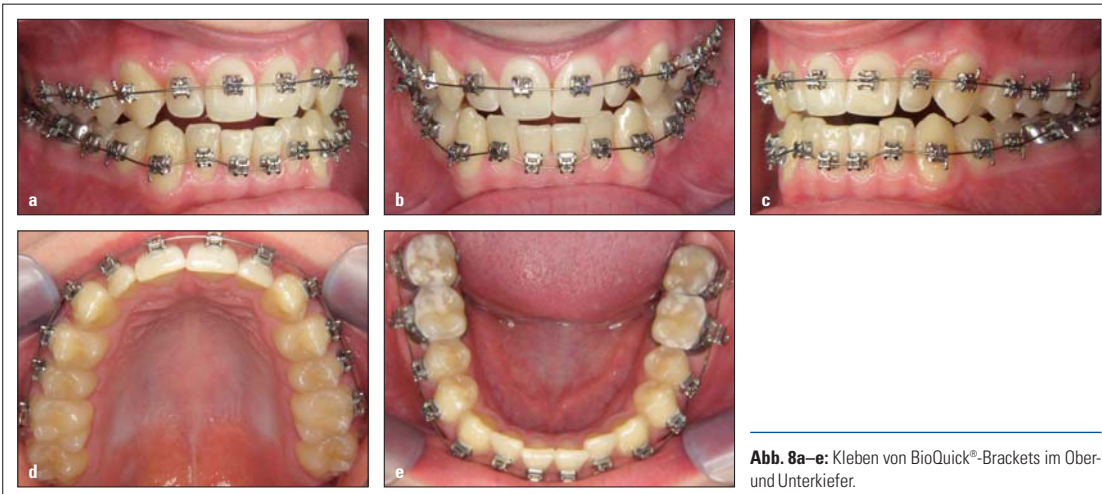 a
b
c
d
e
Abb. 8a–e: Kleben von BioQuick®-Brackets im Ober-
und Unterkiefer.